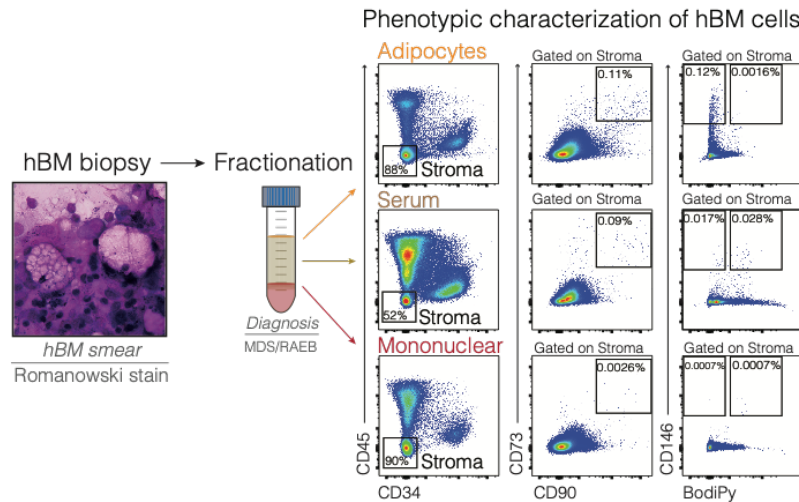 Phenotypic characterization of hBM cells
hBM biopsy
Fractionation
hBM smear
Romanowski stain
Diagnosis
MDS/RAEB
Adipocytes
88%
Stroma
Gated on Stroma
0.11%
Gated on Stroma
0.12%
0.0016%
Serum
52%
Stroma
Gated on Stroma
0.09%
Gated on Stroma
0.017%
0.028%
Mononuclear
90%
Stroma
Gated on Stroma
0.0026%
Gated on Stroma
0.0007%
0.0007%
CD45
CD34
CD73
CD90
CD146
BodiPy